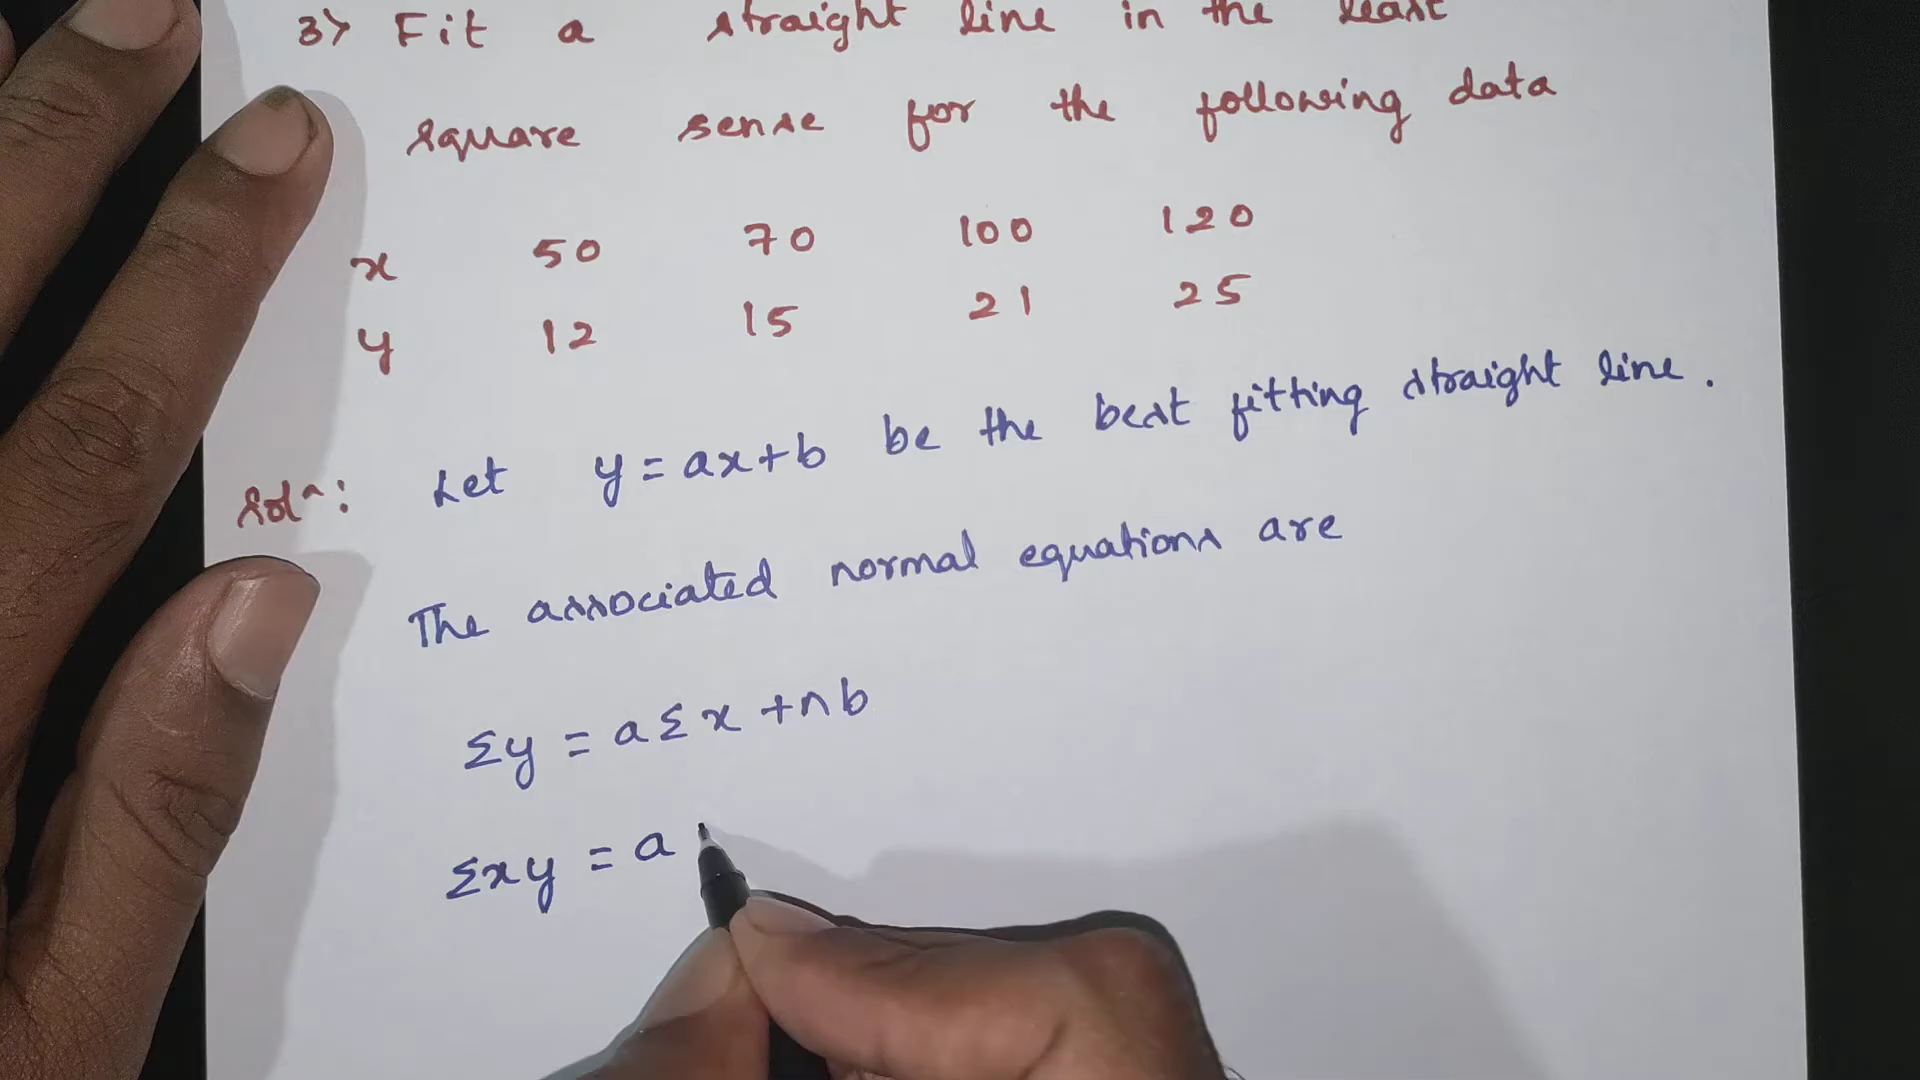 3> Fit a straight line in the least
square sense for the following data
x 50 70 100 120
y 12 15 21 25
Solⁿ: Let y = ax+b be the best fitting straight line.
The associated normal equations are
Σy = aΣx +nb
Σxy = a